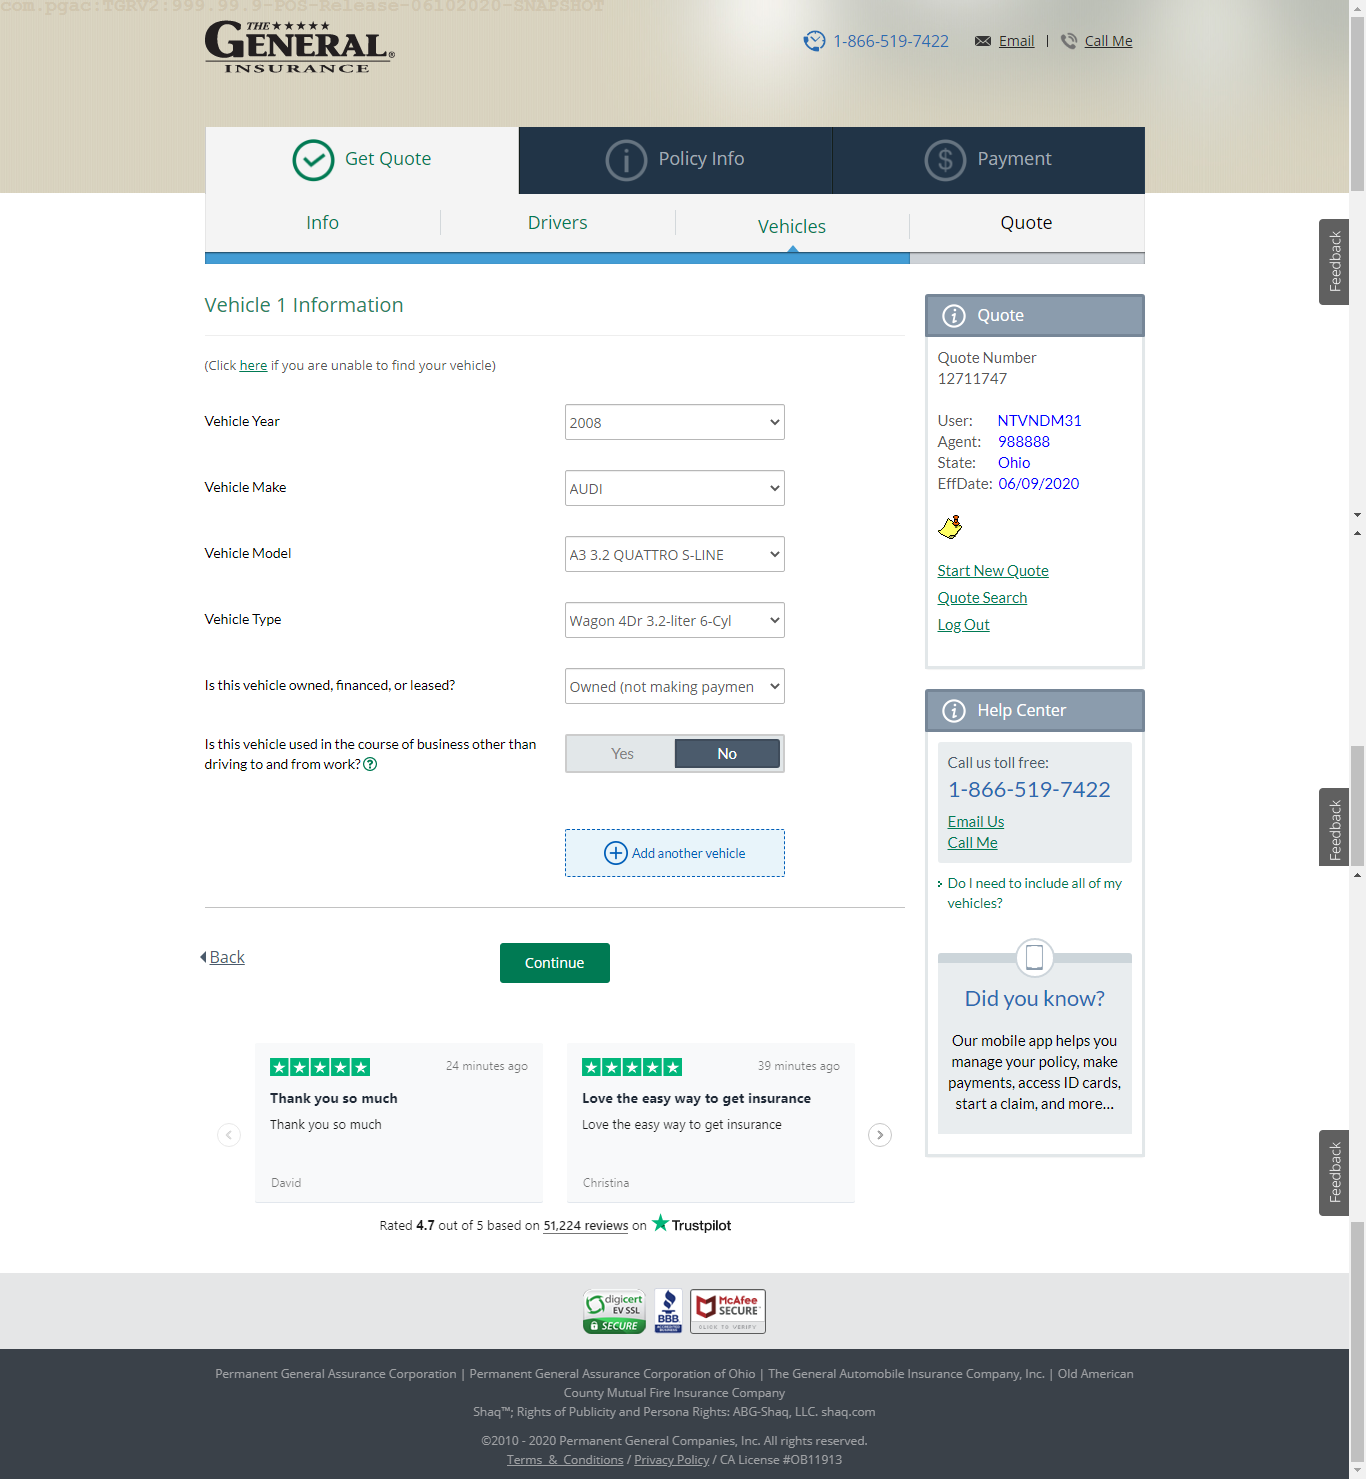 com.pgac:TGRV2:999.99.9-POS-Release-06102020-SNAPSHOT
THE
GENERAL®
INSURANCE
1-866-519-7422 Email | Call Me
Get Quote Policy Info Payment
Info Drivers Vehicles Quote
Feedback
Vehicle 1 Information
(Click here if you are unable to find your vehicle)
Vehicle Year 2008
Vehicle Make AUDI
Vehicle Model A3 3.2 QUATTRO S-LINE
Vehicle Type Wagon 4Dr 3.2-liter 6-Cyl
Is this vehicle owned, financed, or leased? Owned (not making paymen
Is this vehicle used in the course of business other than
driving to and from work? Yes No
Add another vehicle
Back Continue
Quote
Quote Number
12711747
User: NTVNDM31
Agent: 988888
State: Ohio
EffDate: 06/09/2020
Start New Quote
Quote Search
Log Out
Help Center
Call us toll free:
1-866-519-7422
Email Us
Call Me
Feedback
Do I need to include all of my
vehicles?
Did you know?
Our mobile app helps you
manage your policy, make
payments, access ID cards,
start a claim, and more...
Feedback
24 minutes ago
Thank you so much
Thank you so much
David
39 minutes ago
Love the easy way to get insurance
Love the easy way to get insurance
Christina
Rated 4.7 out of 5 based on 51,224 reviews on Trustpilot
digicert
EV SSL
SECURE
BBB
ACCREDITED
BUSINESS
McAfee
SECURE
CLICK TO VERIFY
Permanent General Assurance Corporation | Permanent General Assurance Corporation of Ohio | The General Automobile Insurance Company, Inc. | Old American
County Mutual Fire Insurance Company
Shaq™; Rights of Publicity and Persona Rights: ABG-Shaq, LLC. shaq.com
©2010 - 2020 Permanent General Companies, Inc. All rights reserved.
Terms & Conditions / Privacy Policy / CA License #OB11913